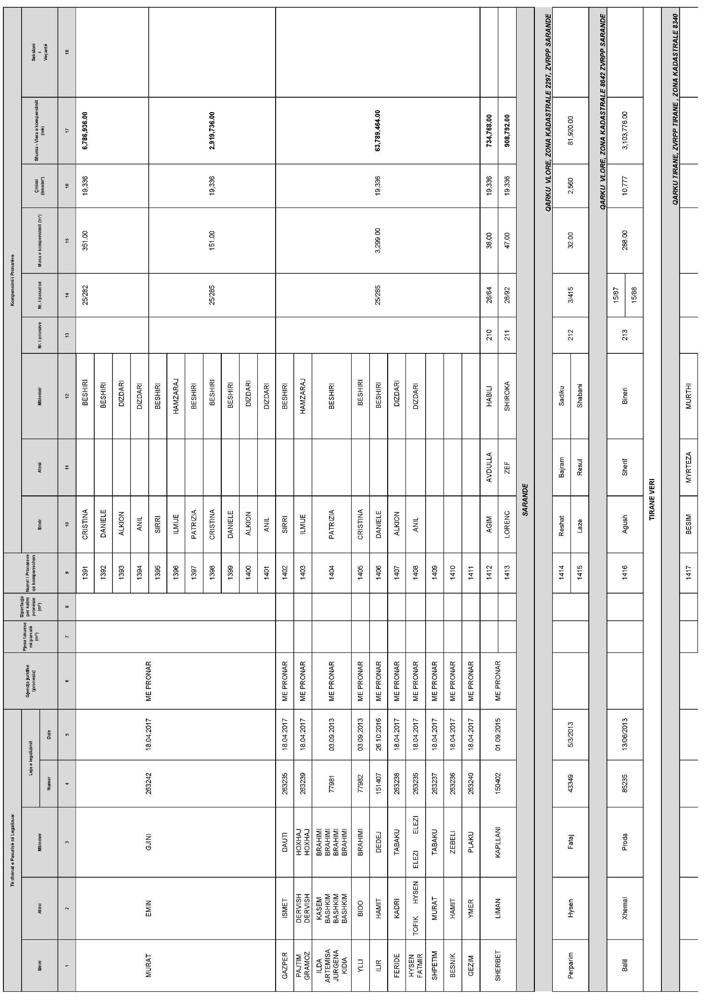 Të dhënat e Pasurisë së Legalizuar
Kompensimi i Pronarëve
Emër
Atësi
Mbiemër
Leja e legalizimit
Numer
Date
Gjendja juridike
(pronesia)
Pjesa takuese
në parcelë
(m²)
Sipërfaqja
për kalim
pronësie
(m²)
Numri i Pronareve
qe kompensohen
Emër
Atësi
Mbiemër
Nr. i pronave
Nr. i pasurisë
Masa e kompensimit (m²)
Çmimi
(leke/m²)
Shuma - Vlera e kompensimit
(lek)
Seksioni
i
Veçantë
1 2 3 4 5 6 7 8 9 10 11 12 13 14 15 16 17 18
MURAT EMIN GJINI 263242 18.04.2017 ME PRONAR
1391 CRISTINA BESHIRI 25/282 351.00 19,336 6,786,936.00
1392 DANIELE BESHIRI
1393 ALKION DIZDARI
1394 ANIL DIZDARI
1395 SIRRI BESHIRI
1396 ILMIJE HAMZARAJ
1397 PATRIZIA BESHIRI
1398 CRISTINA BESHIRI 25/285 151.00 19,336 2,919,736.00
1399 DANIELE BESHIRI
1400 ALKION DIZDARI
1401 ANIL DIZDARI
GAZPER ISMET DAUTI 263235 18.04.2017 ME PRONAR 1402 SIRRI BESHIRI
PAJTIM DERVISH HOXHAJ
GRAMOZ DERVISH HOXHAJ
263239 18.04.2017 ME PRONAR 1403 ILMIJE HAMZARAJ
ILDA KASEM BRAHIMI
ARTEMISA BASHKIM BRAHIMI
JURGENA BASHKIM BRAHIMI
KIDIA BASHKIM BRAHIMI
77981 03.09.2013 ME PRONAR 1404 PATRIZIA BESHIRI
YLLI BIDO BRAHIMI 77982 03.09.2013 ME PRONAR 1405 CRISTINA BESHIRI
ILIR HAMIT DEDEJ 151407 26.10.2016 ME PRONAR 1406 DANIELE BESHIRI 25/285 3,299.00 19,336 63,789,464.00
FERIDE KADRI TABAKU 263238 18.04.2017 ME PRONAR 1407 ALKION DIZDARI
HYSEN
FATMIR
TOFIK HYSEN ELEZI ELEZI 263235 18.04.2017 ME PRONAR 1408 ANIL DIZDARI
SHPETIM MURAT TABAKU 263237 18.04.2017 ME PRONAR 1409
BESNIK HAMIT ZEBELI 263236 18.04.2017 ME PRONAR 1410
GEZIM YMER PLAKU 263240 18.04.2017 ME PRONAR 1411
SHERBET LIMAN KAPLLANI 150402 01.09.2015 ME PRONAR
1412 AGIM AVDULLA HABILI 210 26/64 38.00 19,336 734,768.00
1413 LORENC ZEF SHIROKA 211 26/92 47.00 19,336 908,792.00
SARANDE
QARKU VLORE, ZONA KADASTRALE 2297, ZVRPP SARANDE
Perparim Hysen Fataj 43349 5/3/2013
1414 Reshat Bajram Sadiku
212 3/415 32.00 2,560 81,920.00
1415 Laze Resul Shabani
QARKU VLORE, ZONA KADASTRALE 8642 ZVRPP SARANDE
Balil Xhemal Proda 85235 13/06/2013 1416 Agush Sherif Bineri 213
15/87
15/88
288.00 10,777 3,103,776.00
TIRANE VERI
QARKU TIRANE, ZVRPP TIRANE , ZONA KADASTRALE 8340
1417 BESIM MYRTEZA MURTHI